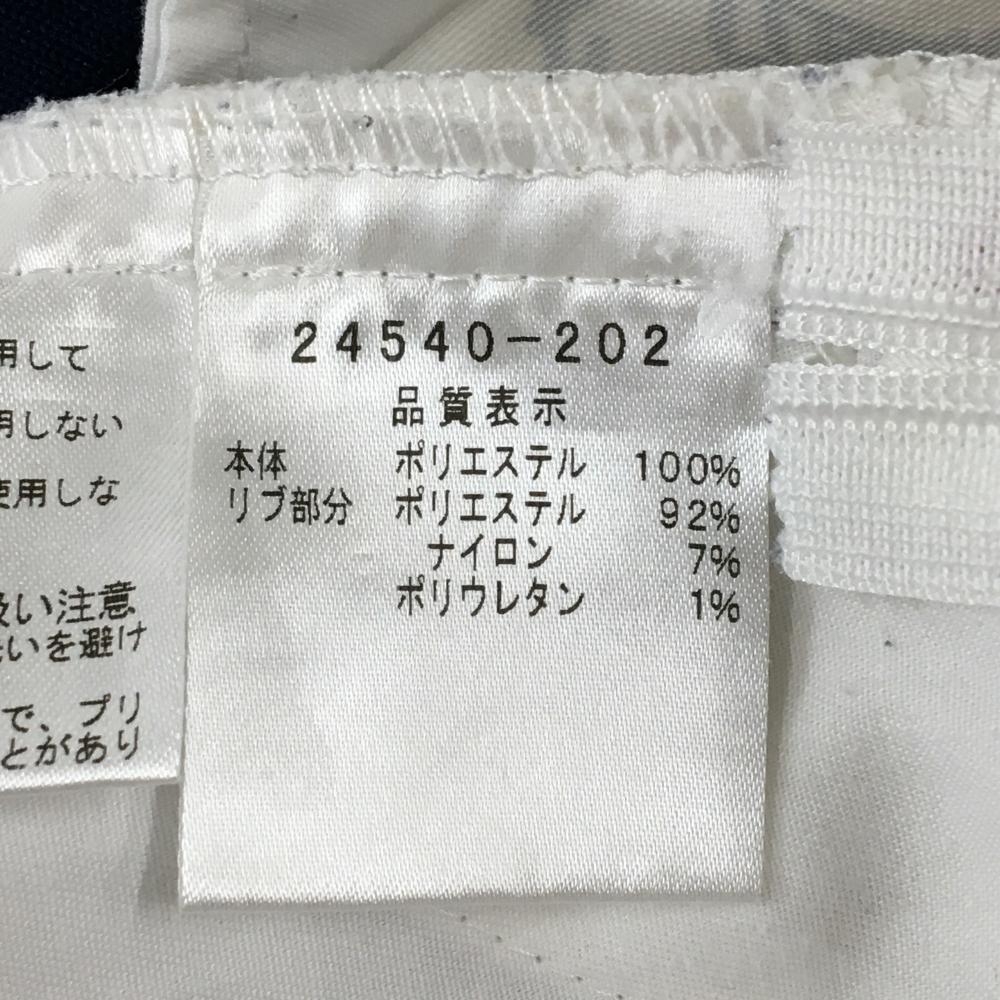 用して
用しない
使用しな
扱い注意
いを避け
で、プリ
とがあり
24540-202
品質表示
本体 ポリエステル 100%
リブ部分 ポリエステル 92%
ナイロン 7%
ポリウレタン 1%